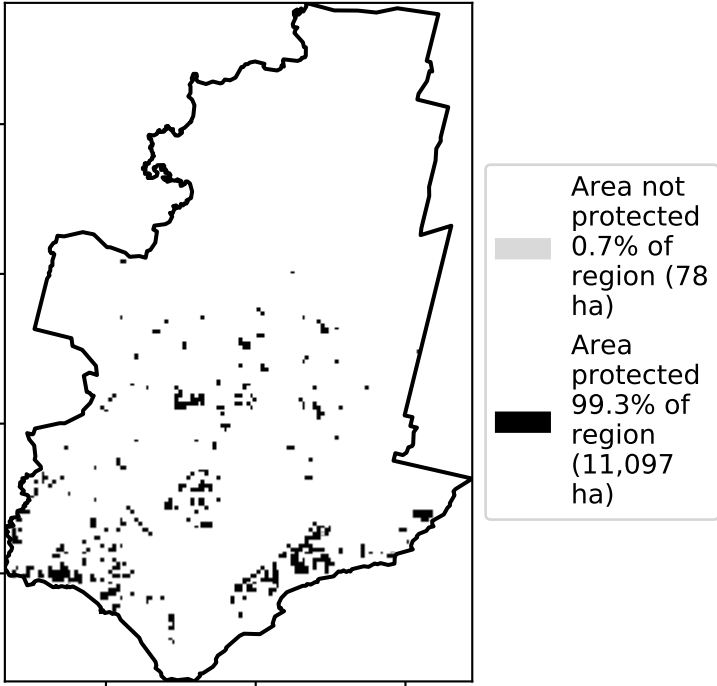 Area not
protected
0.7% of
region (78
ha)
Area
protected
99.3% of
region
(11,097
ha)